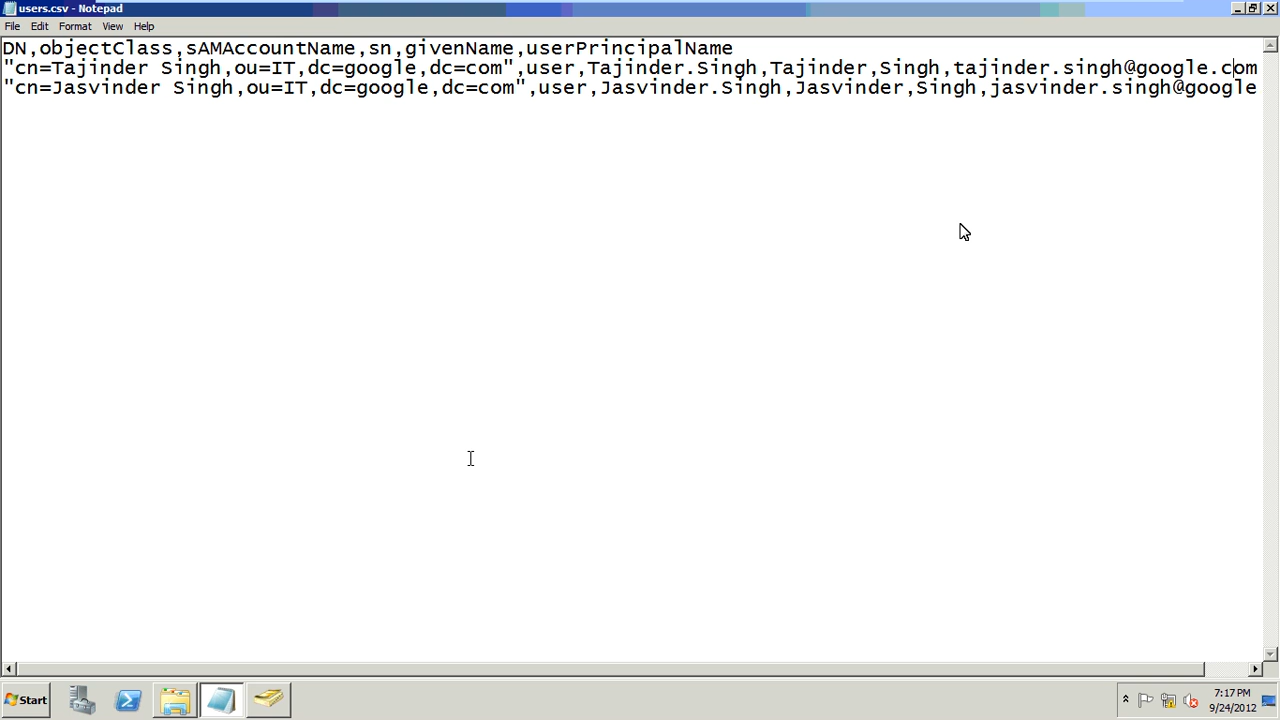 users.csv - Notepad
File Edit Format View Help
DN,objectClass,sAMAccountName,sn,givenName,userPrincipalName
"cn=Tajinder Singh,ou=IT,dc=google,dc=com",user,Tajinder.Singh,Tajinder,Singh,tajinder.singh@google.com
"cn=Jasvinder Singh,ou=IT,dc=google,dc=com",user,Jasvinder.Singh,Jasvinder,Singh,jasvinder.singh@google
Start
7:17 PM
9/24/2012